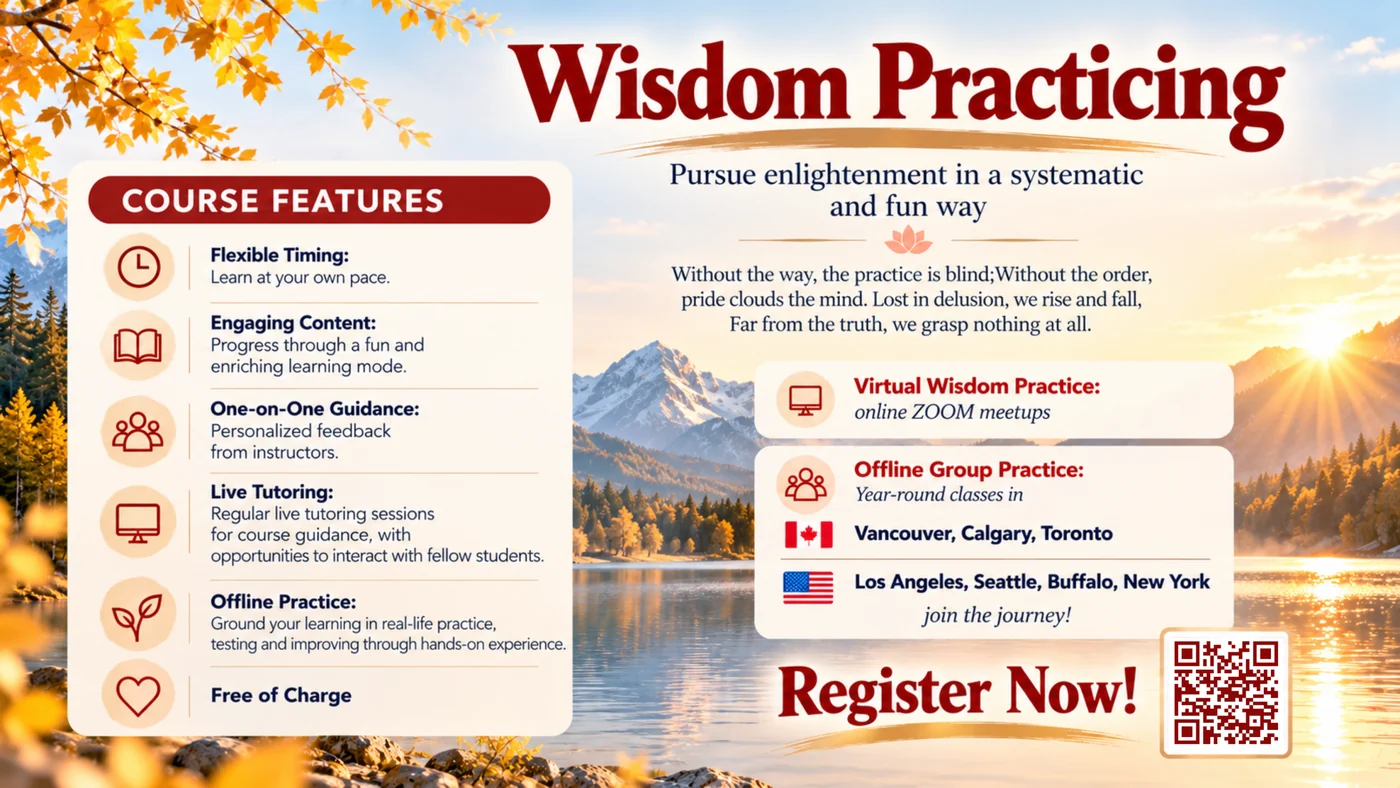 Wisdom Practicing
Pursue enlightenment in a systematic
and fun way
Without the way, the practice is blind;Without the order,
pride clouds the mind. Lost in delusion, we rise and fall,
Far from the truth, we grasp nothing at all.
COURSE FEATURES
Flexible Timing:
Learn at your own pace.
Engaging Content:
Progress through a fun and
enriching learning mode.
One-on-One Guidance:
Personalized feedback
from instructors.
Live Tutoring:
Regular live tutoring sessions
for course guidance, with
opportunities to interact with fellow students.
Offline Practice:
Ground your learning in real-life practice,
testing and improving through hands-on experience.
Free of Charge
Virtual Wisdom Practice:
online ZOOM meetups
Offline Group Practice:
Year-round classes in
Vancouver, Calgary, Toronto
Los Angeles, Seattle, Buffalo, New York
join the journey!
Register Now!